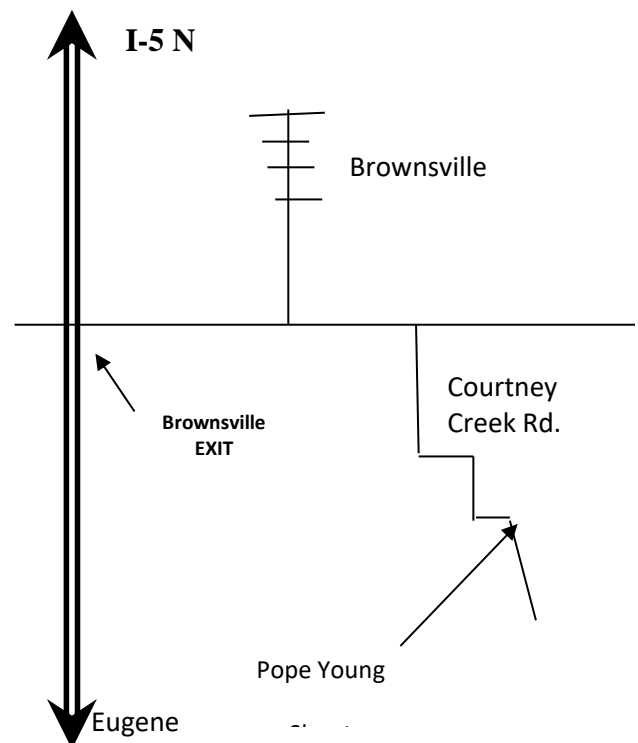 I-5 N
Brownsville
Brownsville
EXIT
Courtney
Creek Rd.
Pope Young
Eugene